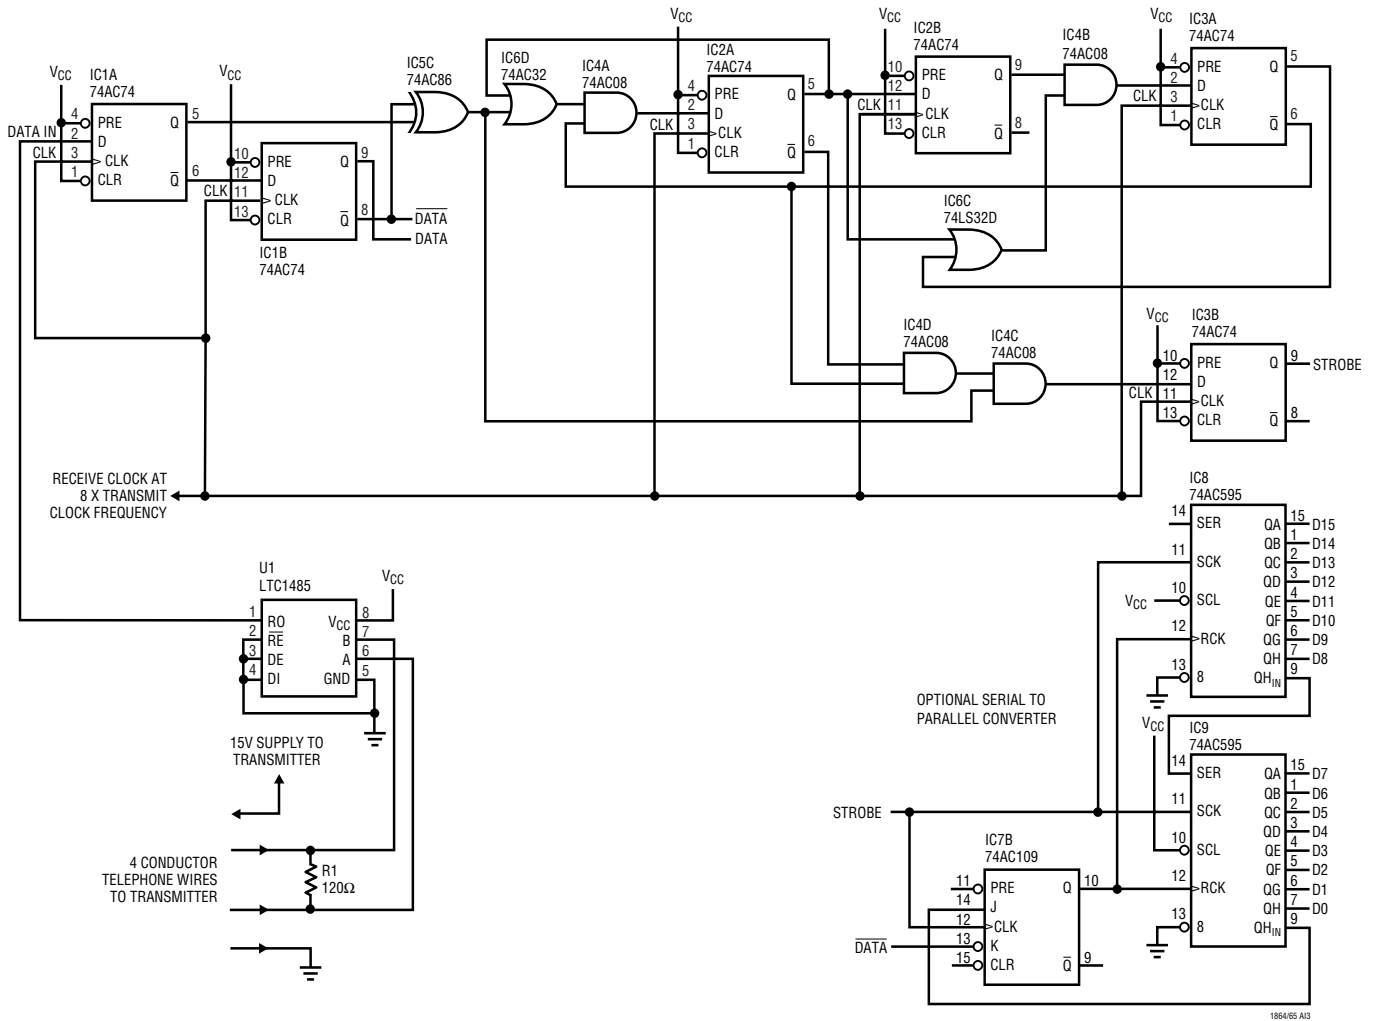 VCC
IC1A
74AC74
4 PRE
DATA IN 2 D
CLK 3 CLK
1 CLR
Q 5
Q̅ 6
VCC
10 PRE
12 D
CLK 11 CLK
13 CLR
Q 9
Q̅ 8
IC1B
74AC74
D̅A̅T̅A̅
DATA
IC5C
74AC86
IC6D
74AC32
IC4A
74AC08
VCC
IC2A
74AC74
4 PRE
2 D
CLK 3 CLK
1 CLR
Q 5
Q̅ 6
VCC
IC2B
74AC74
10 PRE
12 D
CLK 11 CLK
13 CLR
Q 9
Q̅ 8
IC4B
74AC08
VCC
IC3A
74AC74
4 PRE
2 D
CLK 3 CLK
1 CLR
Q 5
Q̅ 6
IC6C
74LS32D
IC4D
74AC08
IC4C
74AC08
VCC
IC3B
74AC74
10 PRE
12 D
CLK 11 CLK
13 CLR
Q 9 STROBE
Q̅ 8
RECEIVE CLOCK AT
8 X TRANSMIT
CLOCK FREQUENCY
U1
LTC1485
1 RO
2 R̅E̅
3 DE
4 DI
VCC 8
B 7
A 6
GND 5
VCC
15V SUPPLY TO
TRANSMITTER
4 CONDUCTOR
TELEPHONE WIRES
TO TRANSMITTER
R1
120Ω
OPTIONAL SERIAL TO
PARALLEL CONVERTER
IC8
74AC595
14 SER
11 SCK
VCC 10 SCL
12 RCK
13 8
QA 15 D15
QB 1 D14
QC 2 D13
QD 3 D12
QE 4 D11
QF 5 D10
QG 6 D9
QH 7 D8
QHIN 9
VCC
IC9
74AC595
14 SER
11 SCK
10 SCL
12 RCK
13 8
QA 15 D7
QB 1 D6
QC 2 D5
QD 3 D4
QE 4 D3
QF 5 D2
QG 6 D1
QH 7 D0
QHIN 9
STROBE
IC7B
74AC109
11 PRE
14 J
12 CLK
D̅A̅T̅A̅ 13 K
15 CLR
Q 10
Q̅ 9
1864/65 AI3